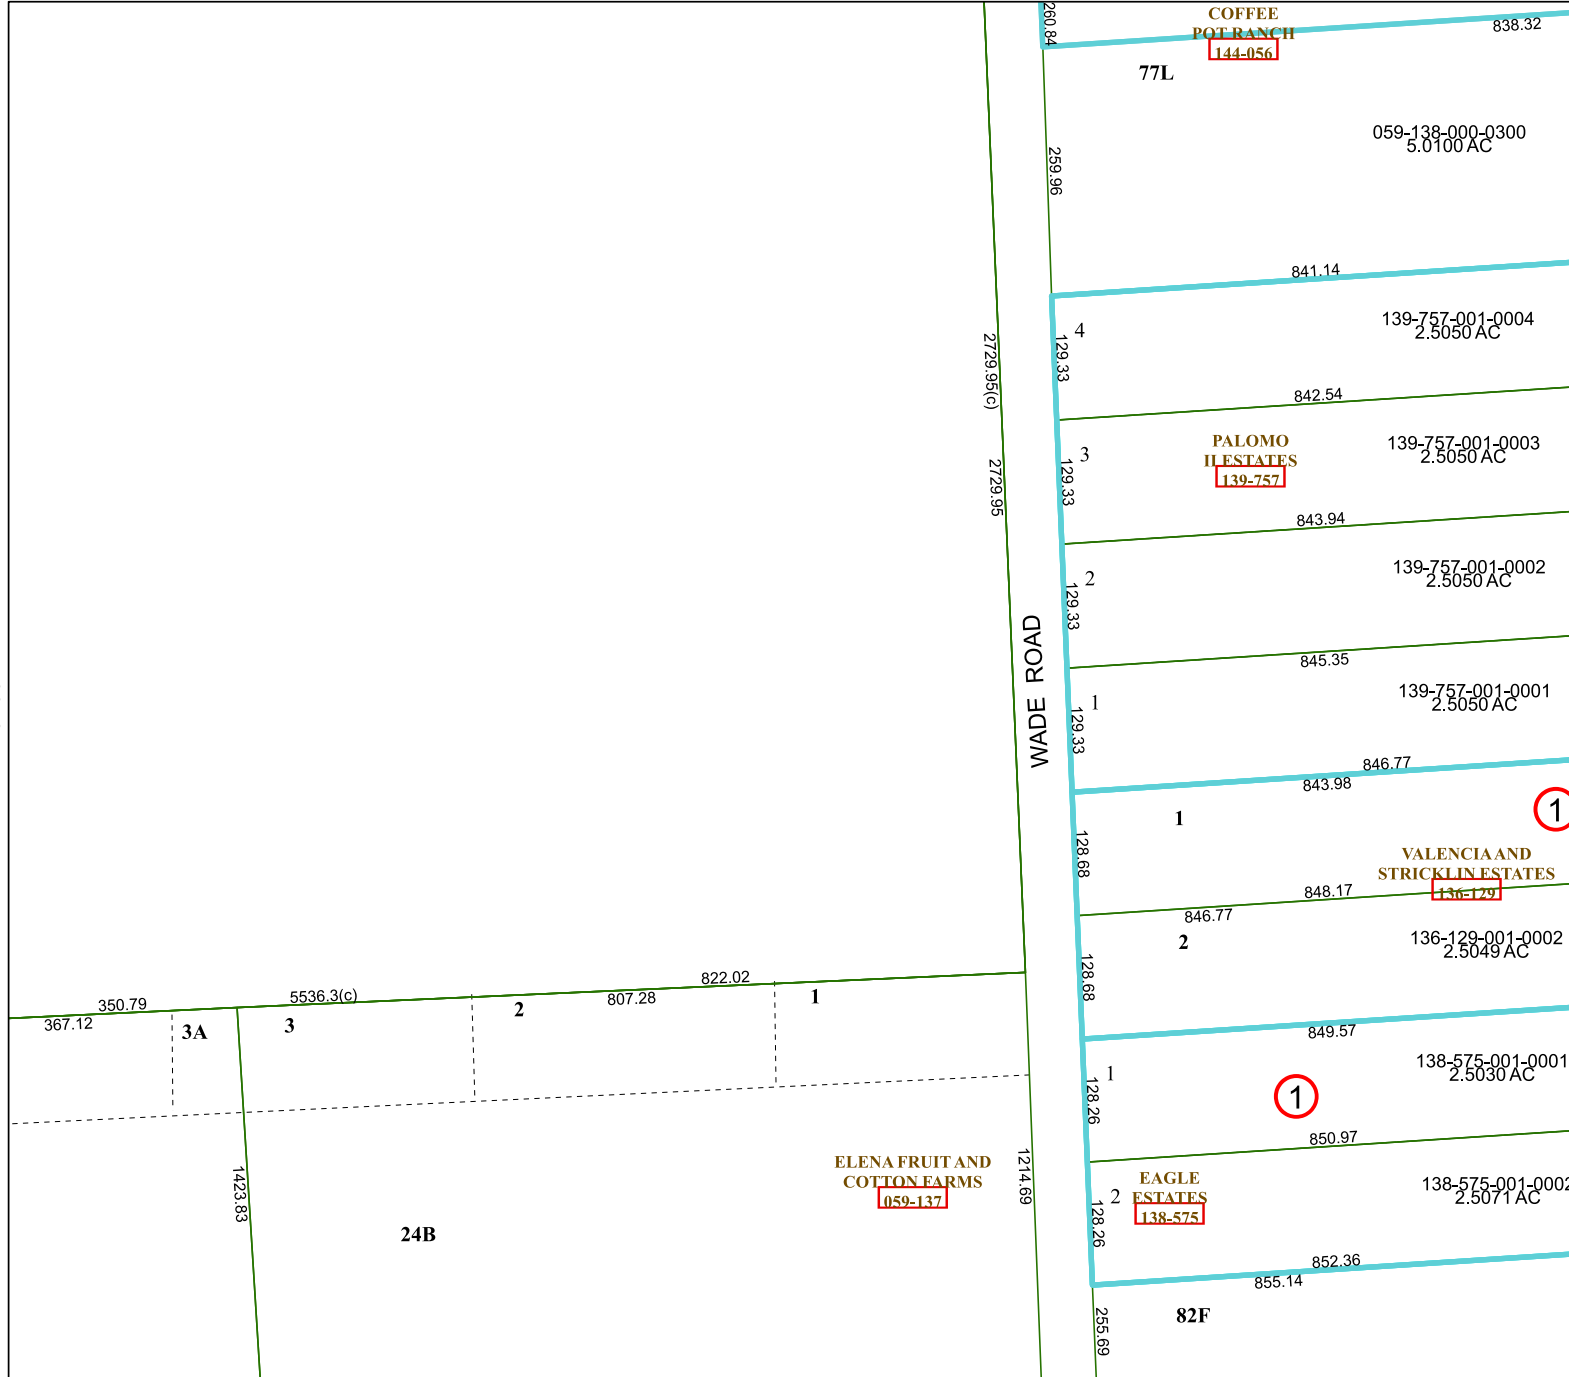 260.84
COFFEE
POT RANCH
144-056
838.32
77L
059-138-000-0300
5.0100 AC
259.96
841.14
4
139-757-001-0004
2.5050 AC
129.33
2729.95(c)
842.54
3
PALOMO
II ESTATES
139-757
139-757-001-0003
2.5050 AC
129.33
2729.95
843.94
2
139-757-001-0002
2.5050 AC
129.33
WADE ROAD
845.35
1
139-757-001-0001
2.5050 AC
129.33
846.77
843.98
1
1
128.68
VALENCIA AND
STRICKLIN ESTATES
136-129
848.17
846.77
2
136-129-001-0002
2.5049 AC
128.68
822.02
350.79
5536.3(c)
807.28
367.12
3A
3
2
1
849.57
1
138-575-001-0001
2.5030 AC
1
128.26
850.97
ELENA FRUIT AND
COTTON FARMS
059-137
1214.69
1423.83
24B
2
EAGLE
ESTATES
138-575
138-575-001-0002
2.5071 AC
128.26
852.36
855.14
82F
255.69